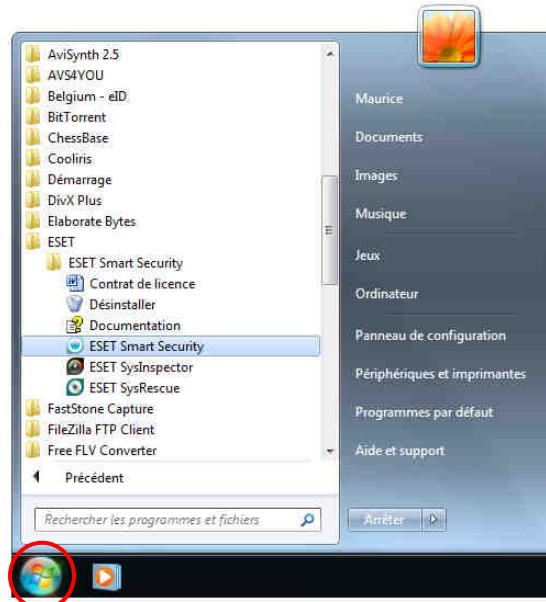 AviSynth 2.5
AVS4YOU
Belgium - eID
BitTorrent
ChessBase
Cooliris
Démarrage
DivX Plus
Elaborate Bytes
ESET
ESET Smart Security
Contrat de licence
Désinstaller
Documentation
ESET Smart Security
ESET SysInspector
ESET SysRescue
FastStone Capture
FileZilla FTP Client
Free FLV Converter
Précédent
Rechercher les programmes et fichiers
Maurice
Documents
Images
Musique
Jeux
Ordinateur
Panneau de configuration
Périphériques et imprimantes
Programmes par défaut
Aide et support
Arrêter